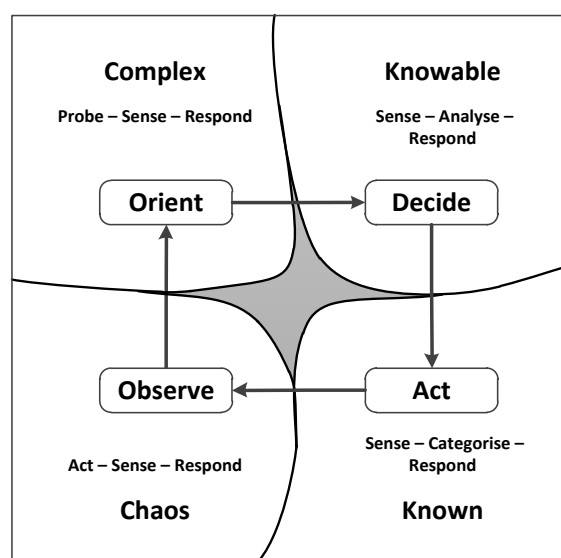 Complex
Knowable
Probe – Sense – Respond
Sense – Analyse –
Respond
Orient
Decide
Observe
Act
Act – Sense – Respond
Sense – Categorise –
Respond
Chaos
Known